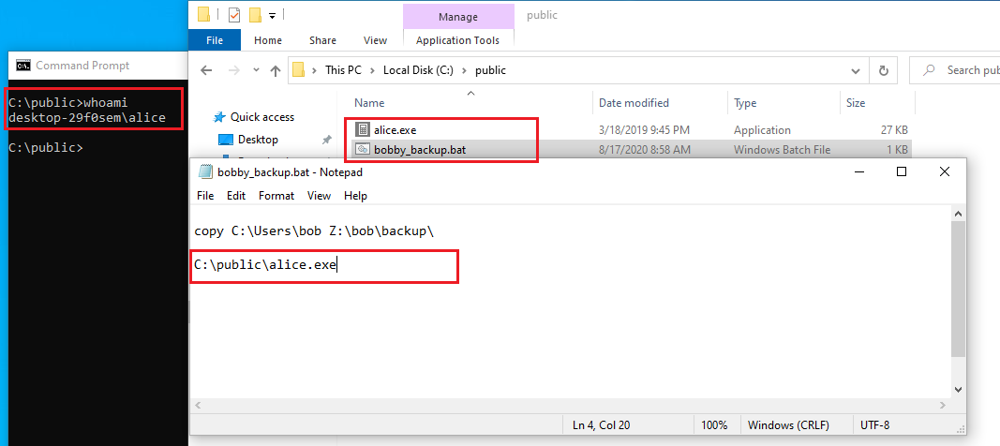 Manage
public
File
Home
Share
View
Application Tools
This PC
Local Disk (C:)
public
Search
Command Prompt
C:\public>whoami
desktop-29f0sem\alice
C:\public>
Quick access
Desktop
Name
Date modified
Type
Size
alice.exe
3/18/2019 9:45 PM
Application
27 KB
bobby_backup.bat
8/17/2020 8:58 AM
Windows Batch File
1 KB
bobby_backup.bat - Notepad
File Edit Format View Help
copy C:\Users\bob Z:\bob\backup\
C:\public\alice.exe
Ln 4, Col 20
100%
Windows (CRLF)
UTF-8